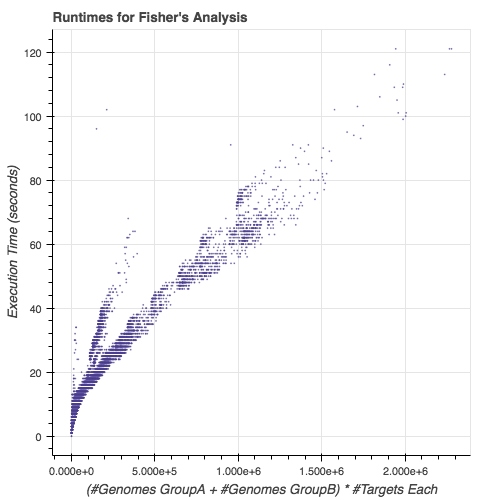 Runtimes for Fisher's Analysis
120
100
80
60
40
20
0
Execution Time (seconds)
0.000e+0 5.000e+5 1.000e+6 1.500e+6 2.000e+6
(#Genomes GroupA + #Genomes GroupB) * #Targets Each